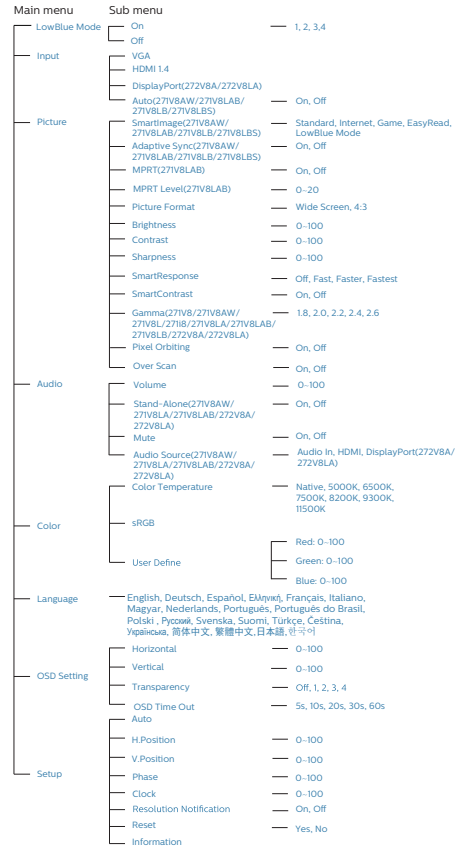 Main menu Sub menu
LowBlue Mode On 1, 2, 3,4
Off
Input VGA
HDMI 1.4
DisplayPort(272V8A/272V8LA)
Auto(271V8AW/271V8LAB/ On, Off
271V8LB/271V8LBS)
Picture SmartImage(271V8AW/ Standard, Internet, Game, EasyRead,
271V8LAB/271V8LB/271V8LBS) LowBlue Mode
Adaptive Sync(271V8AW/ On, Off
271V8LAB/271V8LB/271V8LBS)
MPRT(271V8LAB) On, Off
MPRT Level(271V8LAB) 0–20
Picture Format Wide Screen, 4:3
Brightness 0–100
Contrast 0–100
Sharpness 0–100
SmartResponse Off, Fast, Faster, Fastest
SmartContrast On, Off
Gamma(271V8/271V8AW/ 1.8, 2.0, 2.2, 2.4, 2.6
271V8L/271i8/271V8LA/271V8LAB/
271V8LB/272V8A/272V8LA)
Pixel Orbiting On, Off
Over Scan On, Off
Audio Volume 0–100
Stand-Alone(271V8AW/ On, Off
271V8LA/271V8LAB/272V8A/
272V8LA)
Mute On, Off
Audio Source(271V8AW/ Audio In, HDMI, DisplayPort(272V8A/
271V8LA/271V8LAB/272V8A/ 272V8LA)
272V8LA)
Color Temperature Native, 5000K, 6500K,
7500K, 8200K, 9300K,
11500K
Color sRGB
Red: 0–100
User Define Green: 0–100
Blue: 0–100
Language English, Deutsch, Español, Ελληνική, Français, Italiano,
Magyar, Nederlands, Português, Português do Brasil,
Polski , Русский, Svenska, Suomi, Türkçe, Čeština,
Українська, 简体中文, 繁體中文,日本語,한국어
Horizontal 0–100
Vertical 0–100
OSD Setting Transparency Off, 1, 2, 3, 4
OSD Time Out 5s, 10s, 20s, 30s, 60s
Auto
H.Position 0–100
V.Position 0–100
Setup Phase 0–100
Clock 0–100
Resolution Notification On, Off
Reset Yes, No
Information